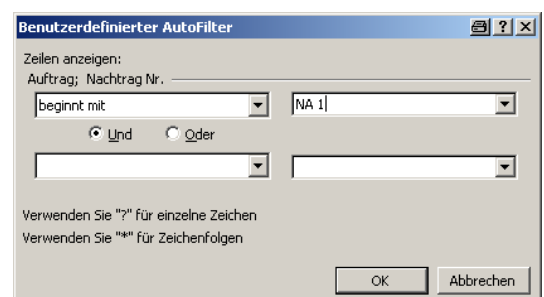 Benutzerdefinierter AutoFilter
Zeilen anzeigen:
Auftrag; Nachtrag Nr.
beginnt mit NA 1
Und Oder
Verwenden Sie "?" für einzelne Zeichen
Verwenden Sie "*" für Zeichenfolgen
OK Abbrechen